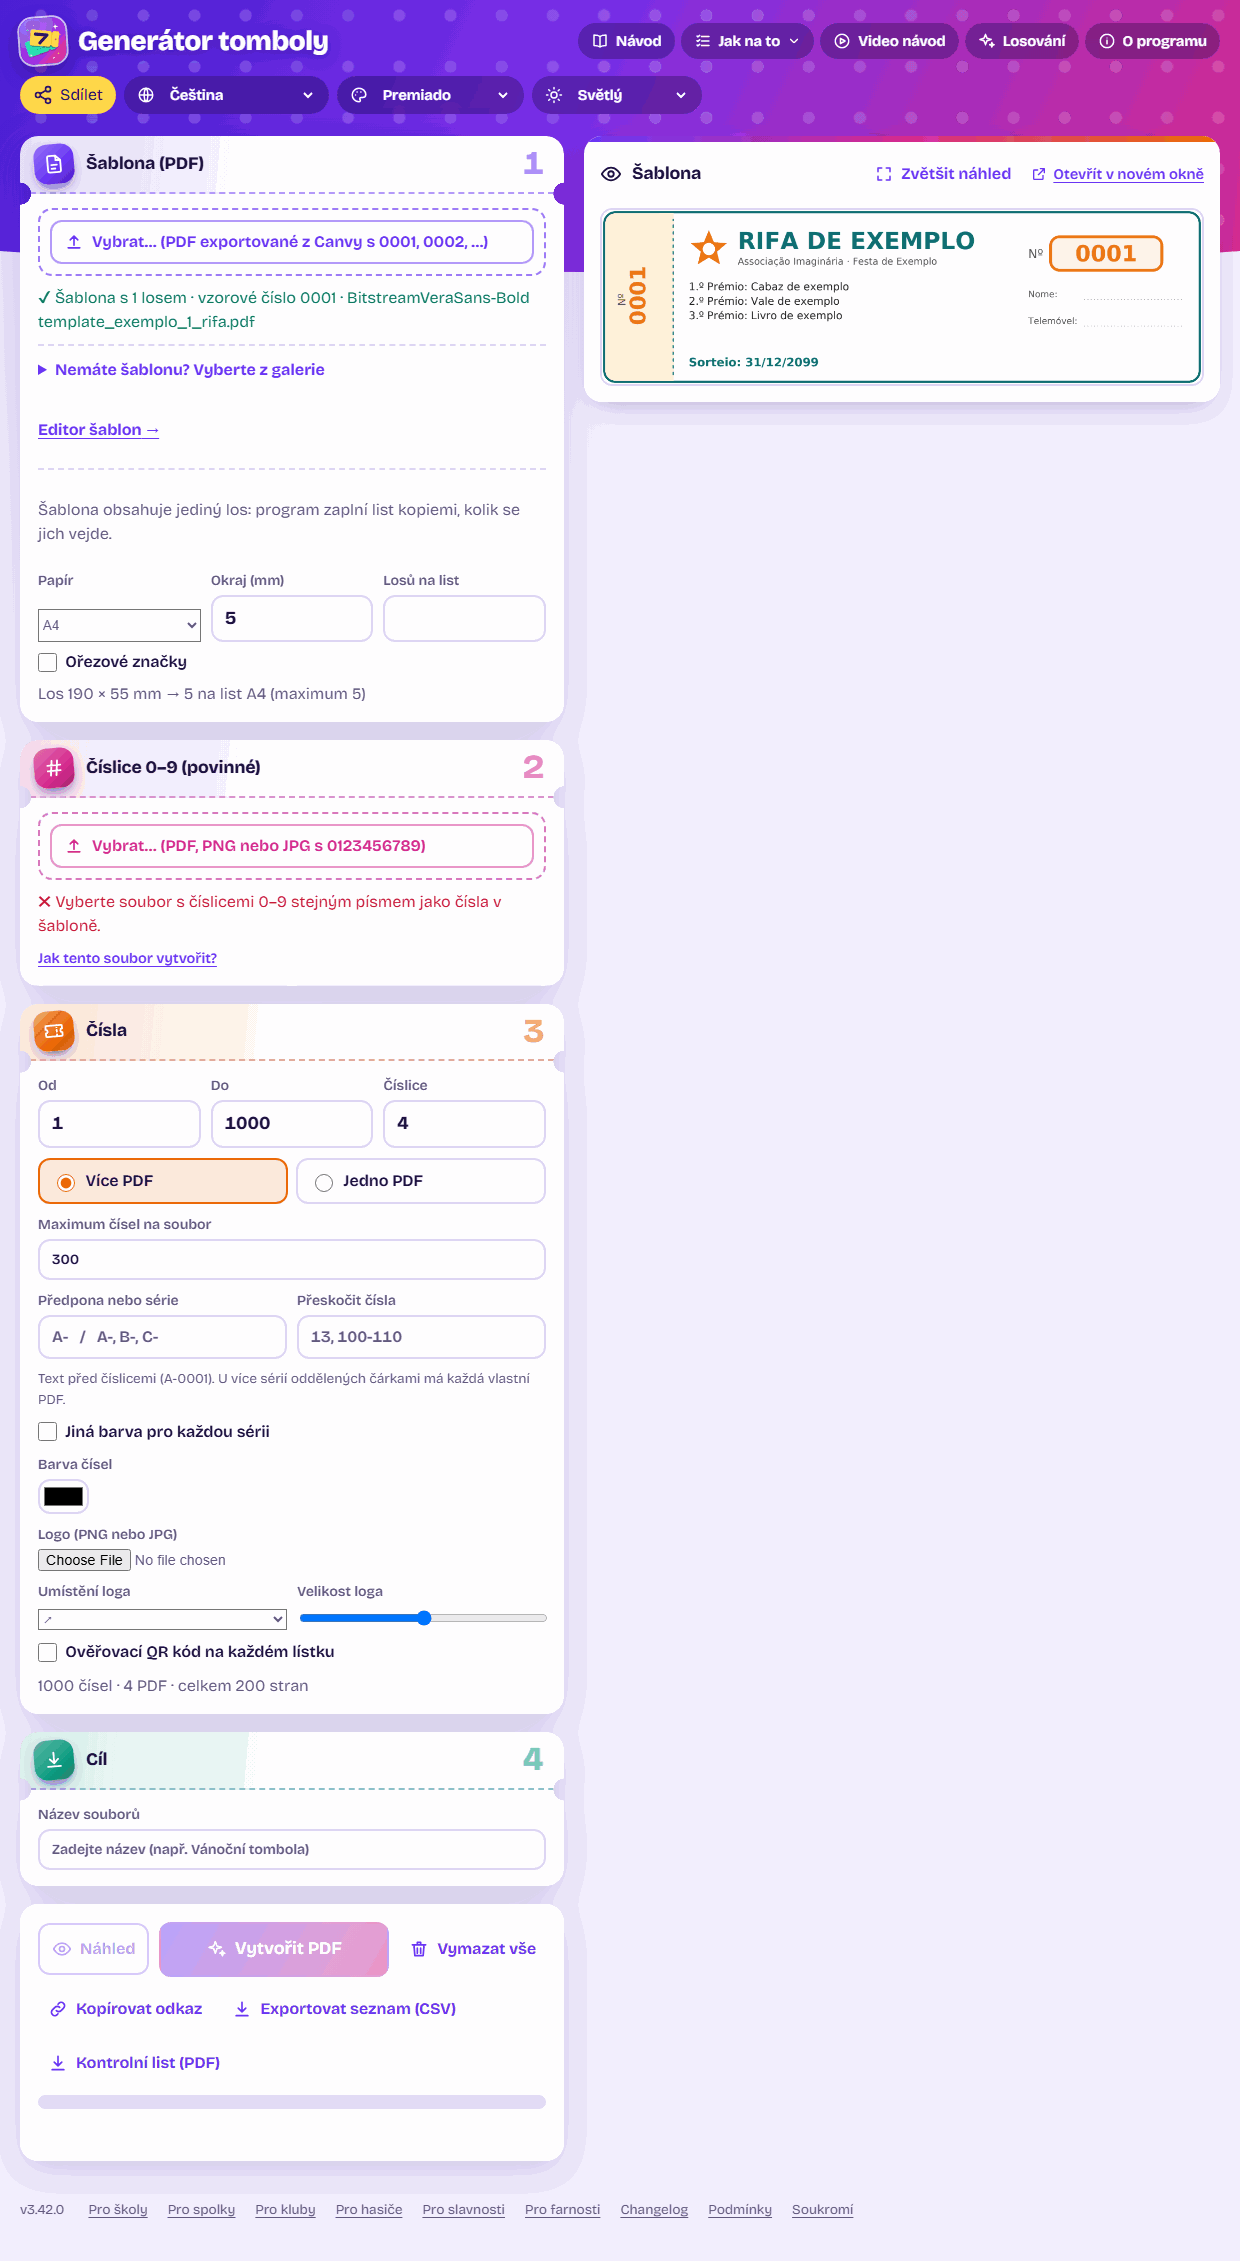 Generátor tomboly
Návod
Jak na to
Video návod
Losování
O programu
Sdílet
Čeština
Premiado
Světlý
Šablona (PDF)
1
Vybrat... (PDF exportované z Canvy s 0001, 0002, ...)
✓ Šablona s 1 losem · vzorové číslo 0001 · BitstreamVeraSans-Bold
template_exemplo_1_rifa.pdf
▶ Nemáte šablonu? Vyberte z galerie
Editor šablon →
Šablona obsahuje jediný los: program zaplní list kopiemi, kolik se
jich vejde.
Papír
Okraj (mm)
Losů na list
A4
5
Ořezové značky
Los 190 × 55 mm → 5 na list A4 (maximum 5)
Číslice 0–9 (povinné)
2
Vybrat... (PDF, PNG nebo JPG s 0123456789)
✕ Vyberte soubor s číslicemi 0–9 stejným písmem jako čísla v
šabloně.
Jak tento soubor vytvořit?
Čísla
3
Od
Do
Číslice
1
1000
4
Více PDF
Jedno PDF
Maximum čísel na soubor
300
Předpona nebo série
Přeskočit čísla
A- / A-, B-, C-
13, 100-110
Text před číslicemi (A-0001). U více sérií oddělených čárkami má každá vlastní
PDF.
Jiná barva pro každou sérii
Barva čísel
Logo (PNG nebo JPG)
Choose File No file chosen
Umístění loga
Velikost loga
↗
Ověřovací QR kód na každém lístku
1000 čísel · 4 PDF · celkem 200 stran
Cíl
4
Název souborů
Zadejte název (např. Vánoční tombola)
Náhled
Vytvořit PDF
Vymazat vše
Kopírovat odkaz
Exportovat seznam (CSV)
Kontrolní list (PDF)
Šablona
Zvětšit náhled
Otevřít v novém okně
Nº
0001
RIFA DE EXEMPLO
Associação Imaginária · Festa de Exemplo
1.º Prémio: Cabaz de exemplo
2.º Prémio: Vale de exemplo
3.º Prémio: Livro de exemplo
Sorteio: 31/12/2099
Nº 0001
Nome:
Telemóvel:
v3.42.0
Pro školy
Pro spolky
Pro kluby
Pro hasiče
Pro slavnosti
Pro farnosti
Changelog
Podmínky
Soukromí